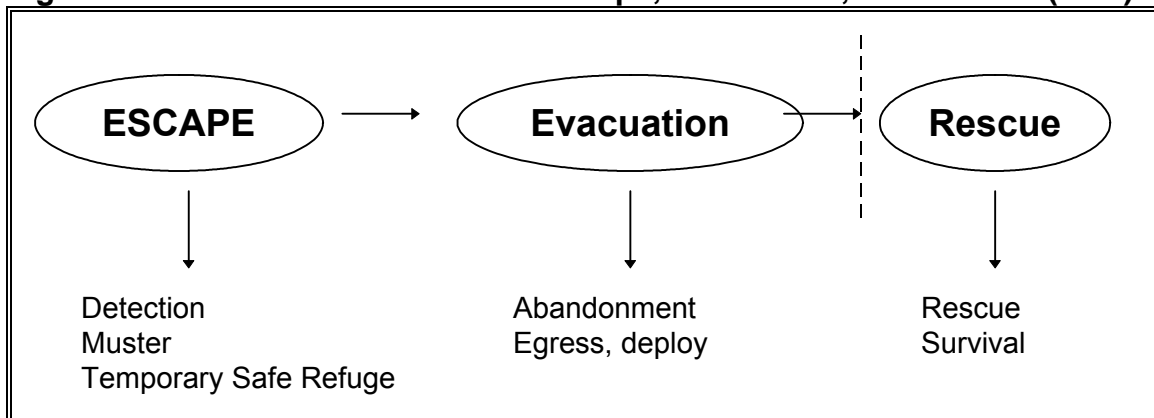 ESCAPE Evacuation Rescue
Detection Abandonment Rescue
Muster Egress, deploy Survival
Temporary Safe Refuge